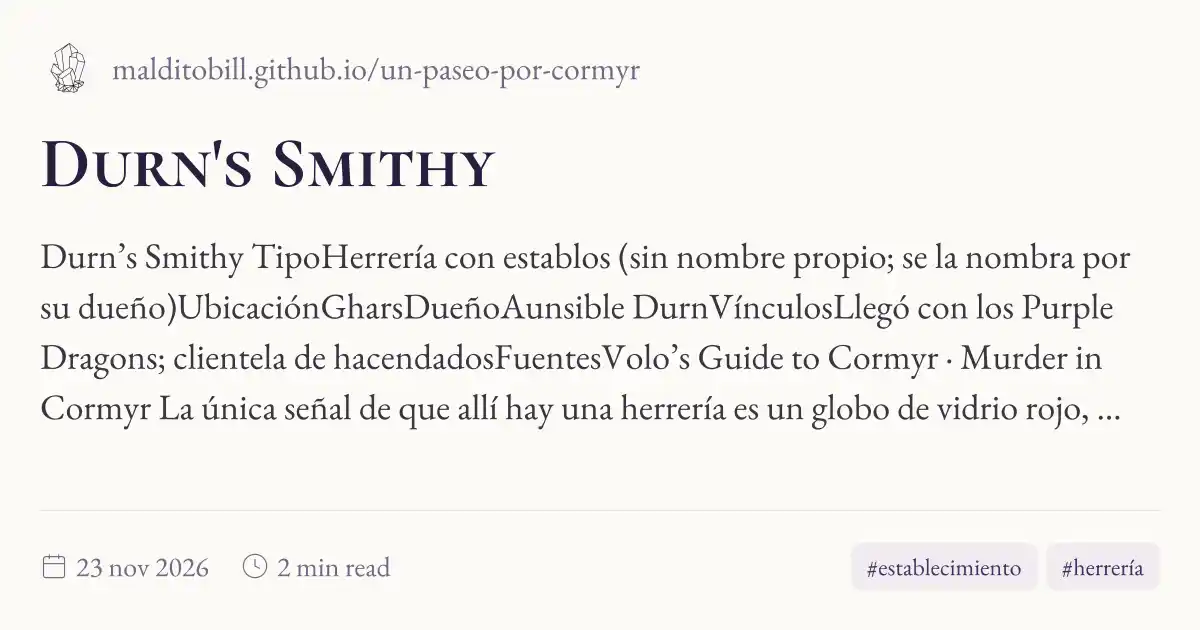 malditobill.github.io/un-paseo-por-cormyr
Durn's Smithy
Durn’s Smithy TipoHerrería con establos (sin nombre propio; se la nombra por
su dueño)UbicaciónGharsDueñoAunsible DurnVínculosLlegó con los Purple
Dragons; clientela de hacendadosFuentesVolo’s Guide to Cormyr · Murder in
Cormyr La única señal de que allí hay una herrería es un globo de vidrio rojo, ...
23 nov 2026
2 min read
#establecimiento
#herrería